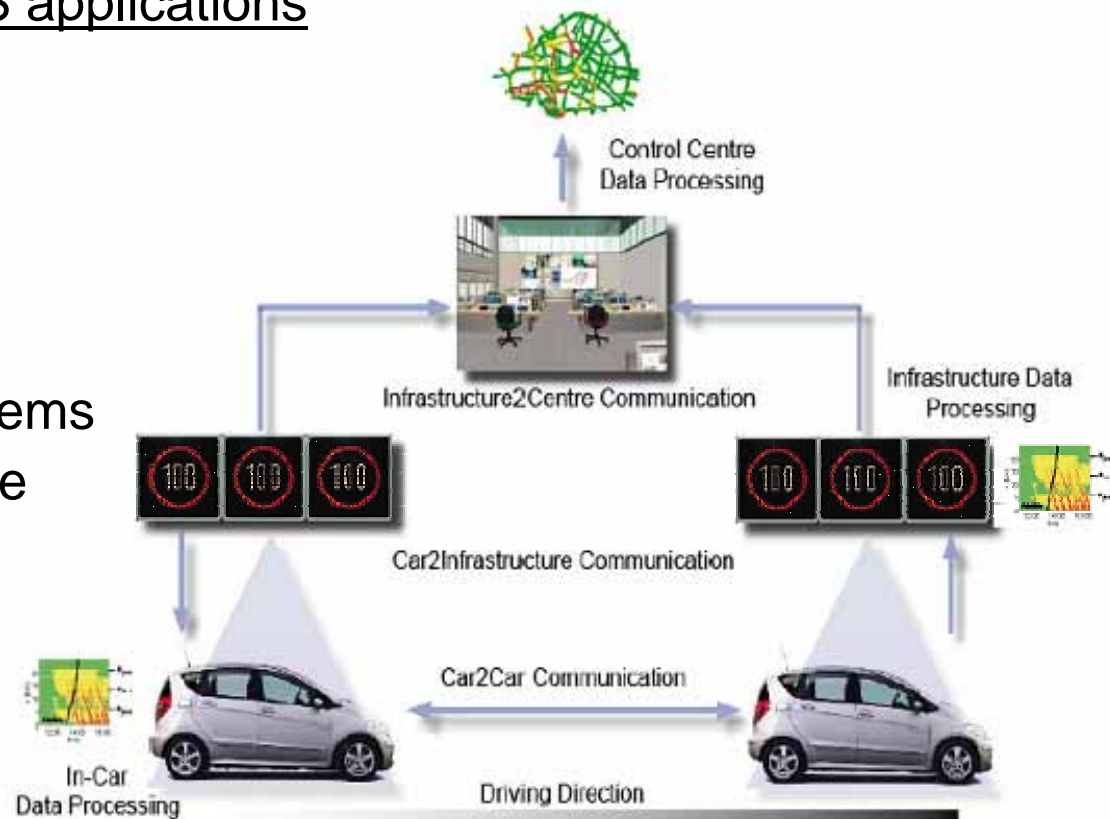 applications
Control Centre
Data Processing
Infrastructure2Centre Communication
Infrastructure Data
Processing
100 100 100
100 100 100
Car2Infrastructure Communication
Car2Car Communication
In-Car
Data Processing
Driving Direction